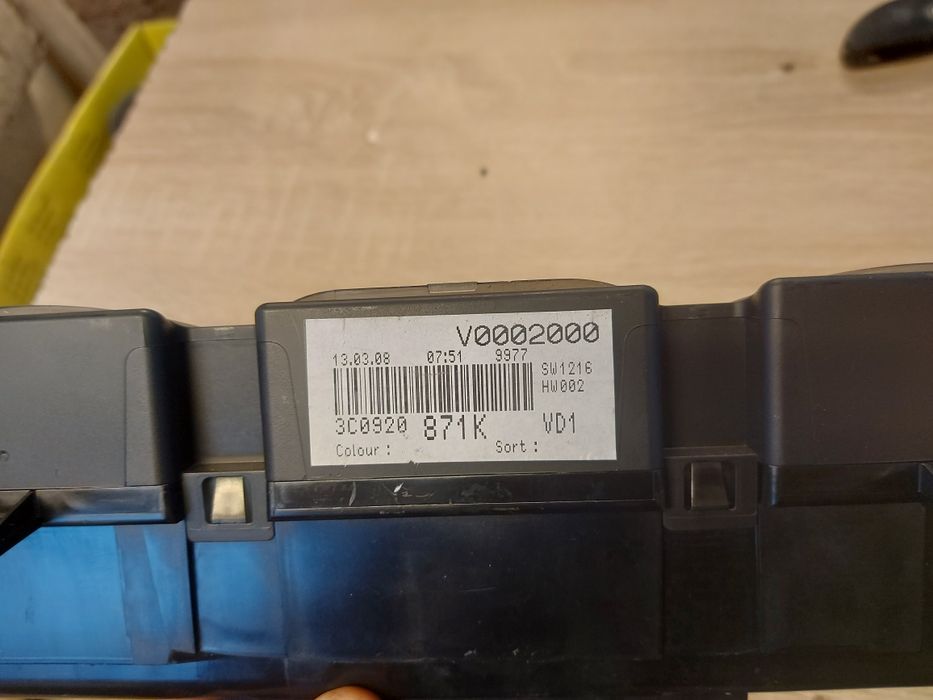 V0002000
13.03.08 07:51 9977
SW1216
HW002
3C0920 871K VD1
Colour : Sort :